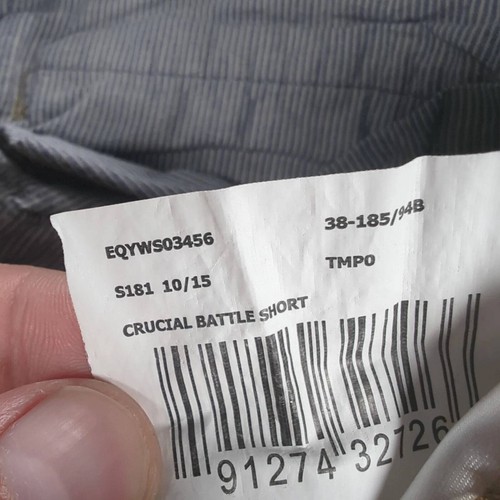 EQYWS03456 38-185/94B
S181 10/15 TMP0
CRUCIAL BATTLE SHORT
91274 32726